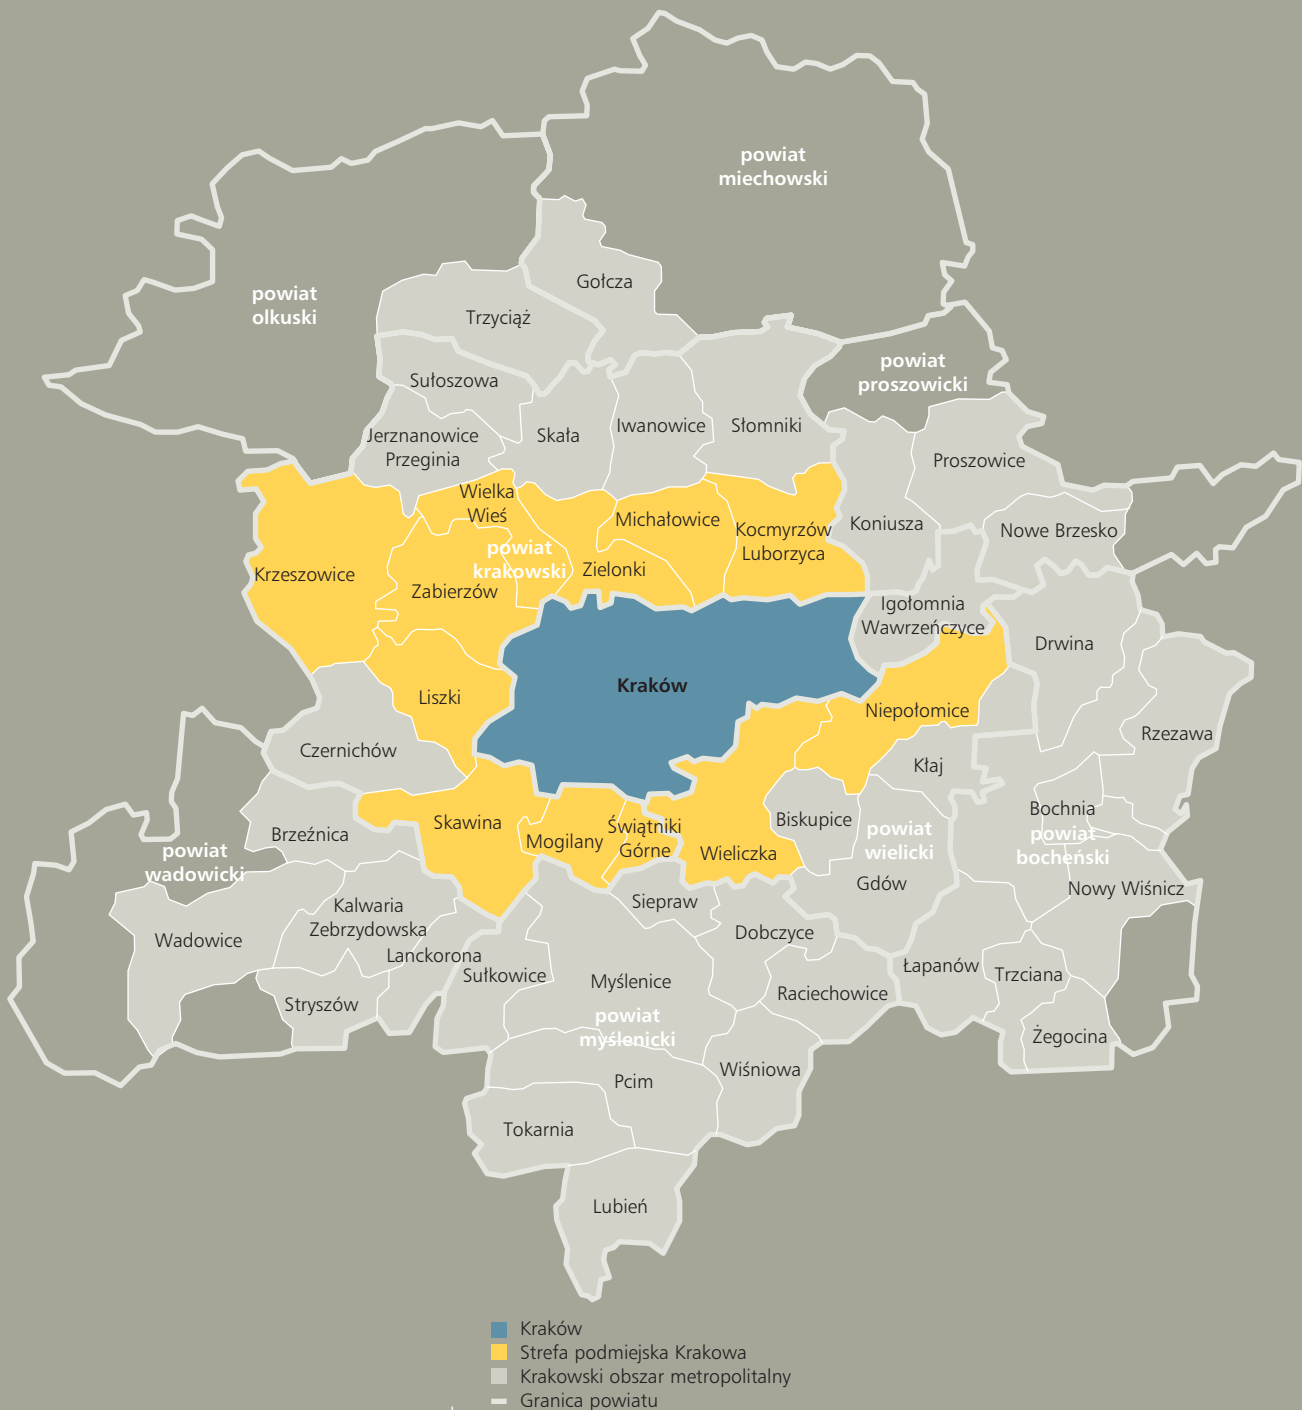 powiat
miechowski
Gołcza
powiat
olkuski
Trzyciąż
powiat
proszowicki
Sułoszowa
Iwanowice
Słomniki
Skała
Jerznanowice
Przeginia
Proszowice
Wielka
Wieś
Michałowice
Kocmyrzów
Luborzyca
Koniusza
Nowe Brzesko
powiat
krakowski
Zielonki
Krzeszowice
Zabierzów
Igołomnia
Wawrzeńczyce
Drwina
Kraków
Liszki
Niepołomice
Rzezawa
Czernichów
Kłaj
Bochnia
powiat
bocheński
Skawina
Mogilany
Świątniki
Górne
Wieliczka
Biskupice
powiat
wielicki
Brzeźnica
powiat
wadowicki
Gdów
Nowy Wiśnicz
Siepraw
Kalwaria
Zebrzydowska
Wadowice
Lanckorona
Dobczyce
Sułkowice
Myślenice
Łapanów
Trzciana
Raciechowice
Stryszów
powiat
myślenicki
Żegocina
Wiśniowa
Pcim
Tokarnia
Lubień
Kraków
Strefa podmiejska Krakowa
Krakowski obszar metropolitalny
Granica powiatu